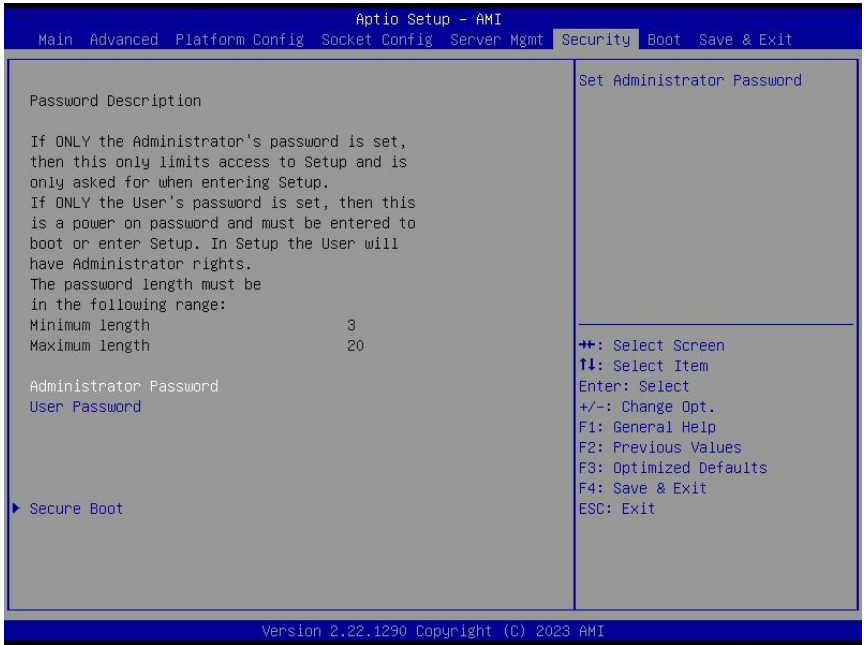 Aptio Setup – AMI
Main Advanced Platform Config Socket Config Server Mgmt Security Boot Save & Exit
Password Description
If ONLY the Administrator's password is set,
then this only limits access to Setup and is
only asked for when entering Setup.
If ONLY the User's password is set, then this
is a power on password and must be entered to
boot or enter Setup. In Setup the User will
have Administrator rights.
The password length must be
in the following range:
Minimum length 3
Maximum length 20
Administrator Password
User Password
Secure Boot
Set Administrator Password
→←: Select Screen
↑↓: Select Item
Enter: Select
+/-: Change Opt.
F1: General Help
F2: Previous Values
F3: Optimized Defaults
F4: Save & Exit
ESC: Exit
Version 2.22.1290 Copyright (C) 2023 AMI